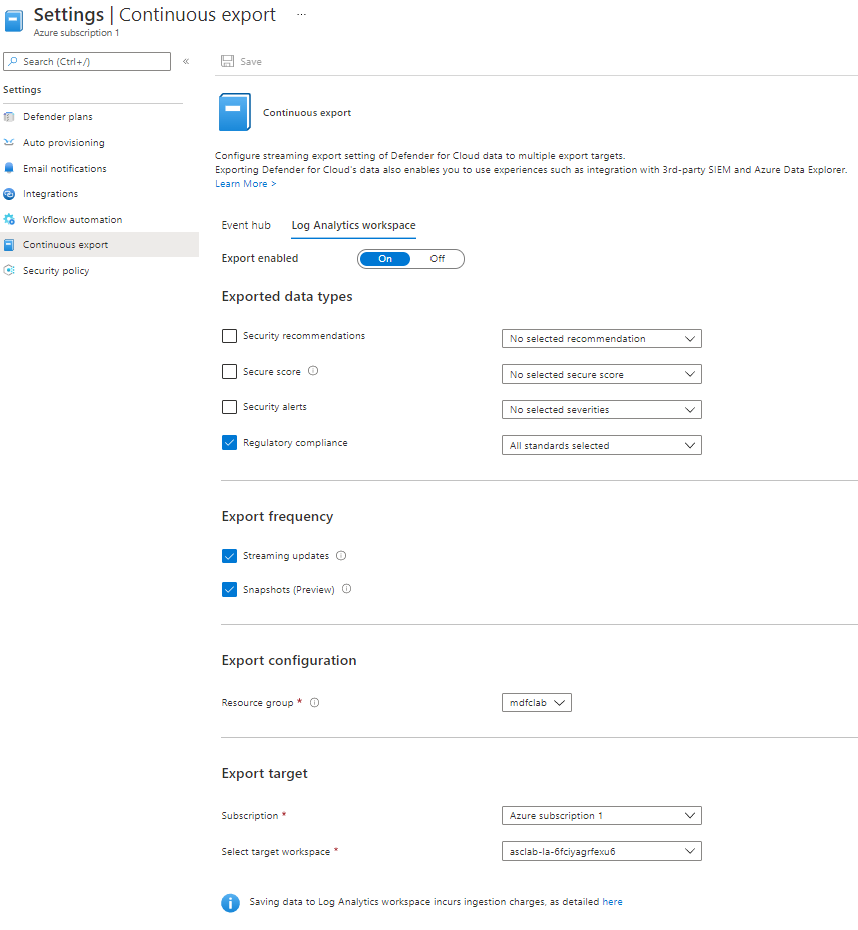 Settings | Continuous export ...
Azure subscription 1
Search (Ctrl+/) «
Settings
Defender plans
Auto provisioning
Email notifications
Integrations
Workflow automation
Continuous export
Security policy
Save
Continuous export
Configure streaming export setting of Defender for Cloud data to multiple export targets.
Exporting Defender for Cloud's data also enables you to use experiences such as integration with 3rd-party SIEM and Azure Data Explorer.
Learn More >
Event hub Log Analytics workspace
Export enabled On Off
Exported data types
Security recommendations No selected recommendation
Secure score No selected secure score
Security alerts No selected severities
Regulatory compliance All standards selected
Export frequency
Streaming updates
Snapshots (Preview)
Export configuration
Resource group * mdfclab
Export target
Subscription * Azure subscription 1
Select target workspace * asclab-la-6fciyagrfexu6
Saving data to Log Analytics workspace incurs ingestion charges, as detailed here